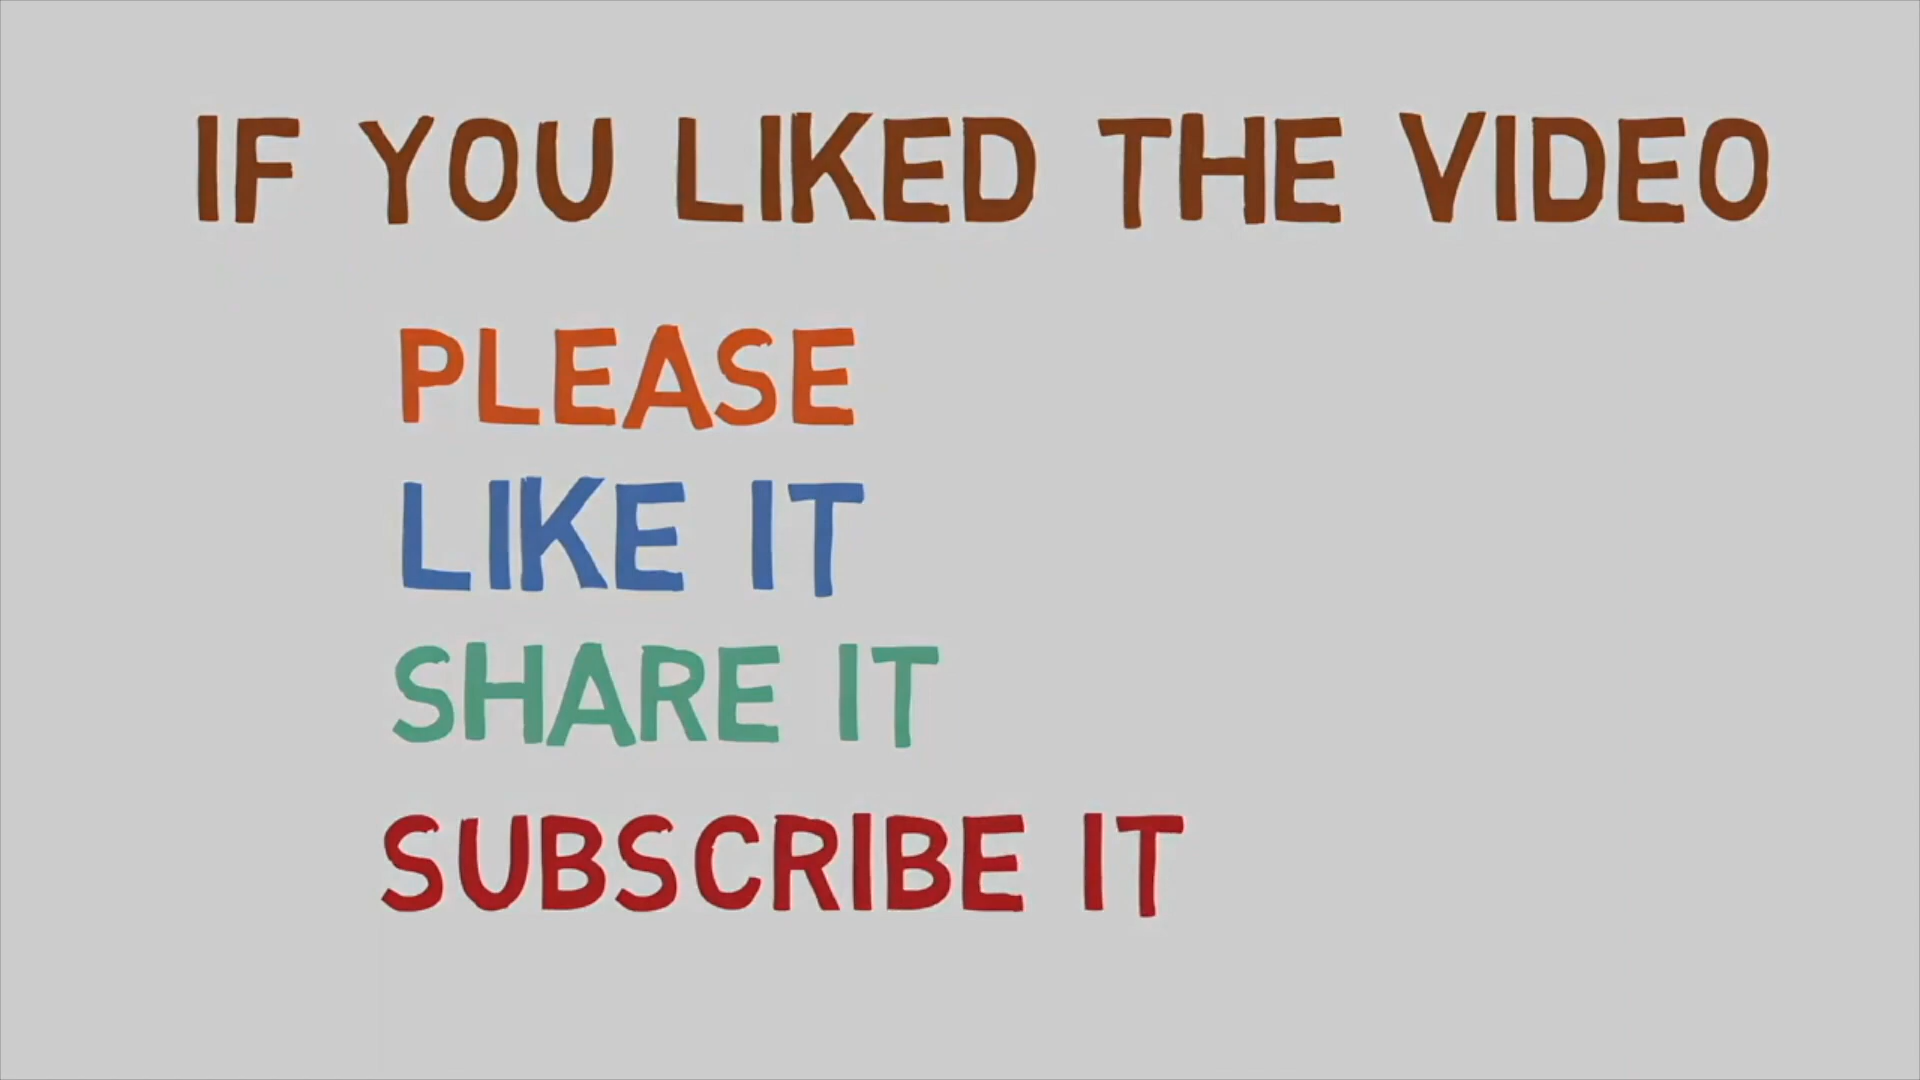 IF YOU LIKED THE VIDEO
PLEASE
LIKE IT
SHARE IT
SUBSCRIBE IT